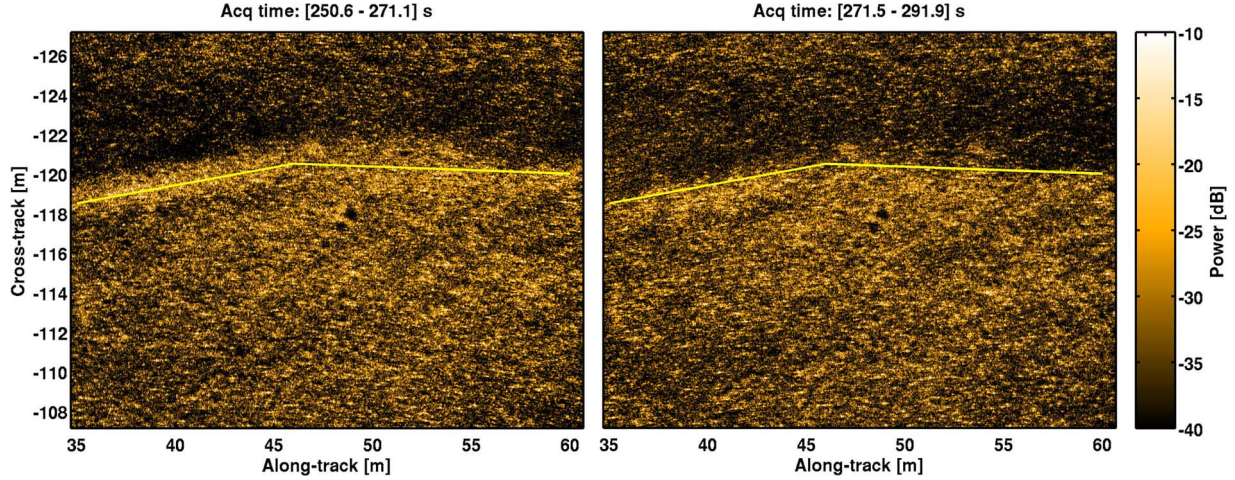 Acq time: [250.6 - 271.1] s
Acq time: [271.5 - 291.9] s
Cross-track [m]
-126
-124
-122
-120
-118
-116
-114
-112
-110
-108
35 40 45 50 55 60
Along-track [m]
35 40 45 50 55 60
Along-track [m]
-10
-15
-20
-25
-30
-35
-40
Power [dB]